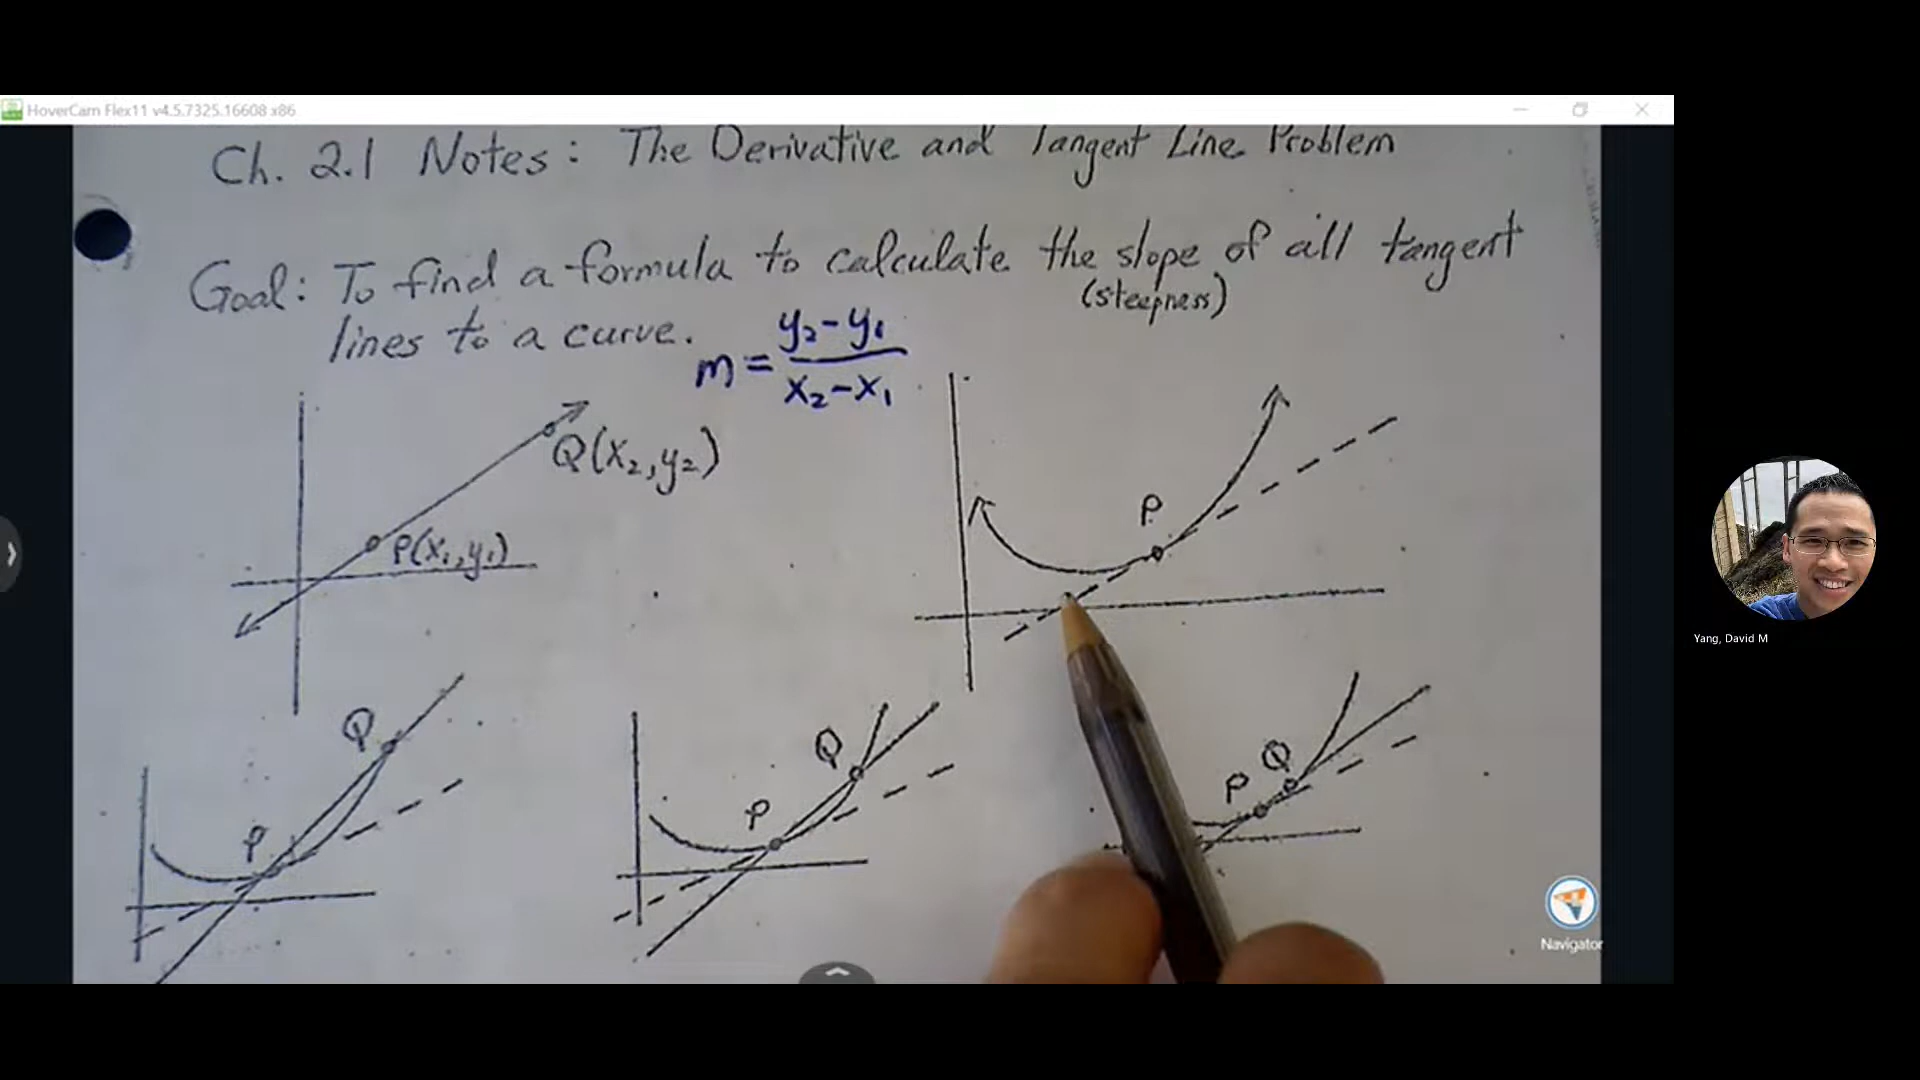 HoverCam Flex11 v4.5.7325.16608 x86
Ch. 2.1 Notes: The Derivative and Tangent Line Problem
Goal: To find a formula to calculate the slope of all tangent
(steepness)
lines to a curve.
m = y₂-y₁
x₂-x₁
Q(x₂,y₂)
P(x₁,y₁)
P
Q
P
Q
P
Q
P
Yang, David M
Navigator